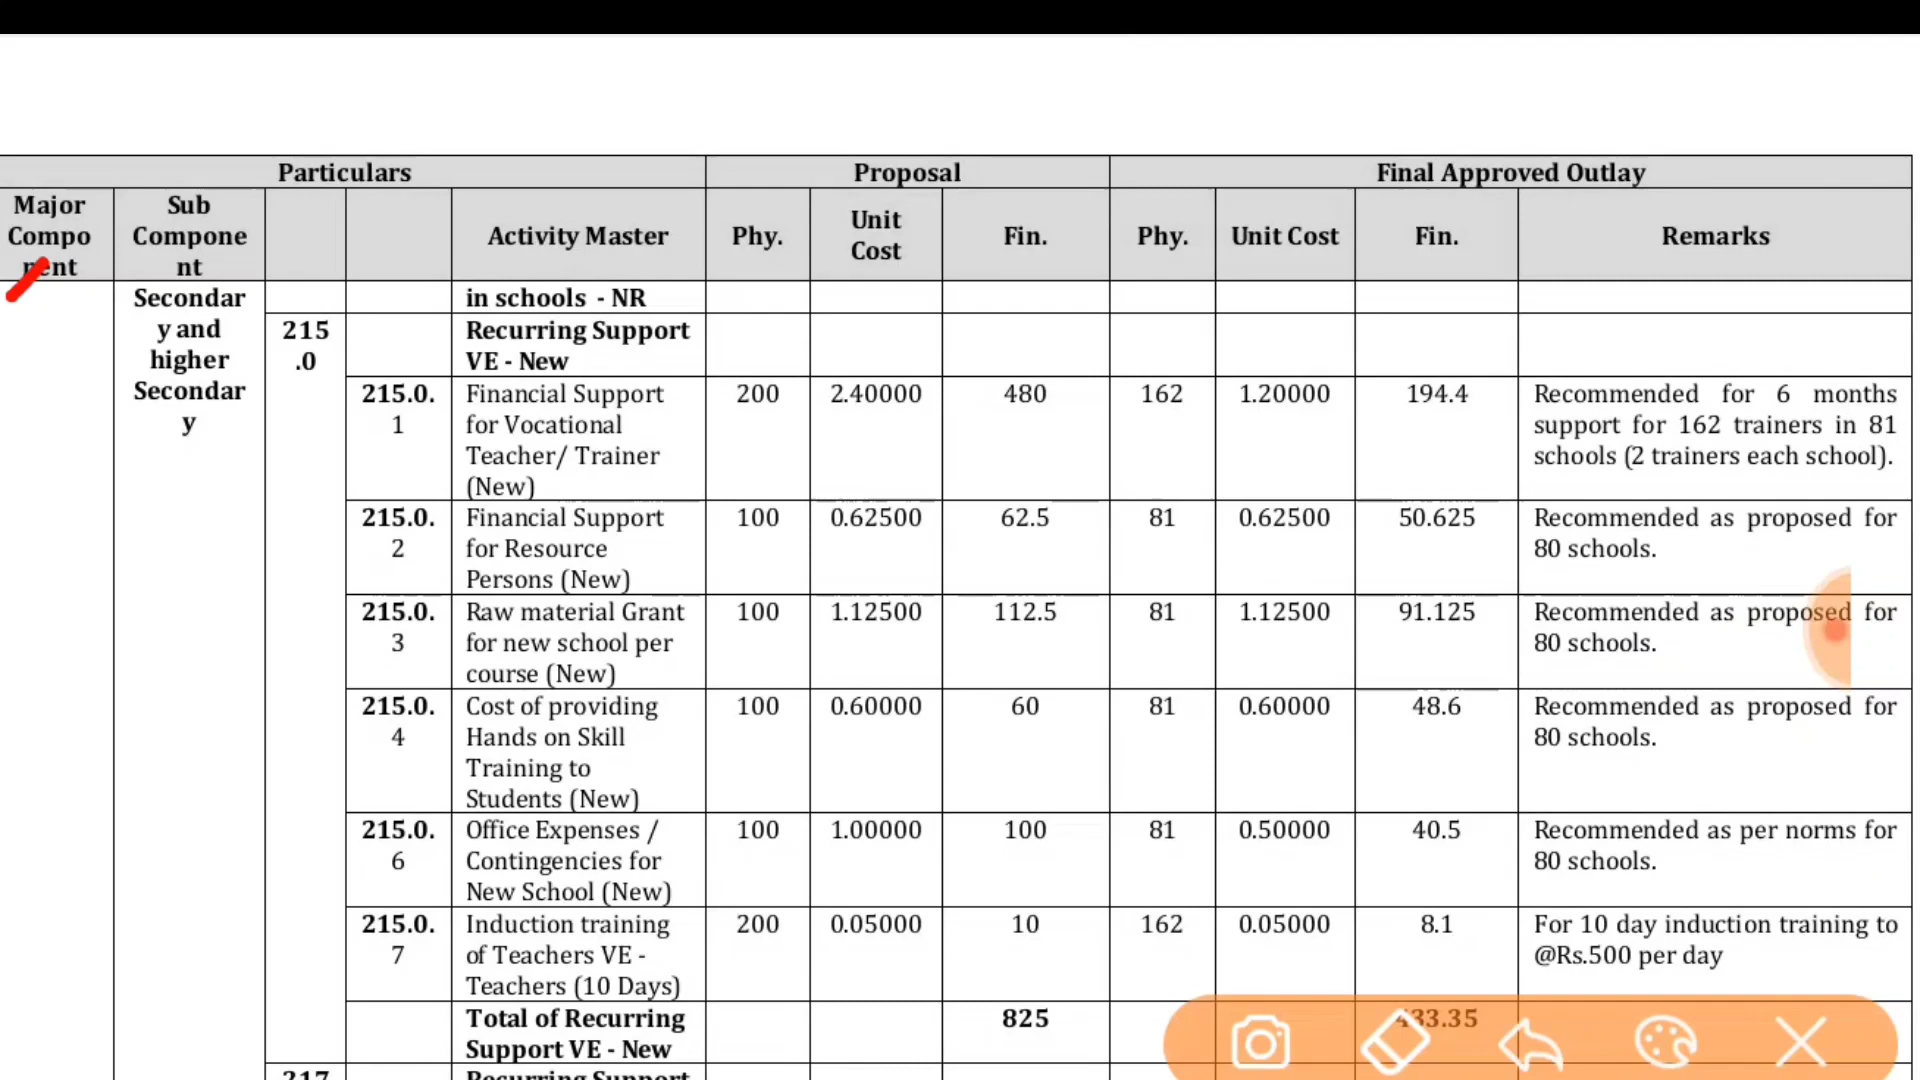 Particulars Proposal Final Approved Outlay
Major
Compo
nent
Sub
Compone
nt
Activity Master
Phy.
Unit
Cost
Fin.
Phy.
Unit Cost
Fin.
Remarks
Secondar
y and
higher
Secondar
y
in schools - NR
215
.0
Recurring Support
VE - New
215.0.
1
Financial Support
for Vocational
Teacher/ Trainer
(New)
200
2.40000
480
162
1.20000
194.4
Recommended for 6 months
support for 162 trainers in 81
schools (2 trainers each school).
215.0.
2
Financial Support
for Resource
Persons (New)
100
0.62500
62.5
81
0.62500
50.625
Recommended as proposed for
80 schools.
215.0.
3
Raw material Grant
for new school per
course (New)
100
1.12500
112.5
81
1.12500
91.125
Recommended as proposed for
80 schools.
215.0.
4
Cost of providing
Hands on Skill
Training to
Students (New)
100
0.60000
60
81
0.60000
48.6
Recommended as proposed for
80 schools.
215.0.
6
Office Expenses /
Contingencies for
New School (New)
100
1.00000
100
81
0.50000
40.5
Recommended as per norms for
80 schools.
215.0.
7
Induction training
of Teachers VE -
Teachers (10 Days)
200
0.05000
10
162
0.05000
8.1
For 10 day induction training to
@Rs.500 per day
Total of Recurring
Support VE - New
825
433.35
217
Recurring Support